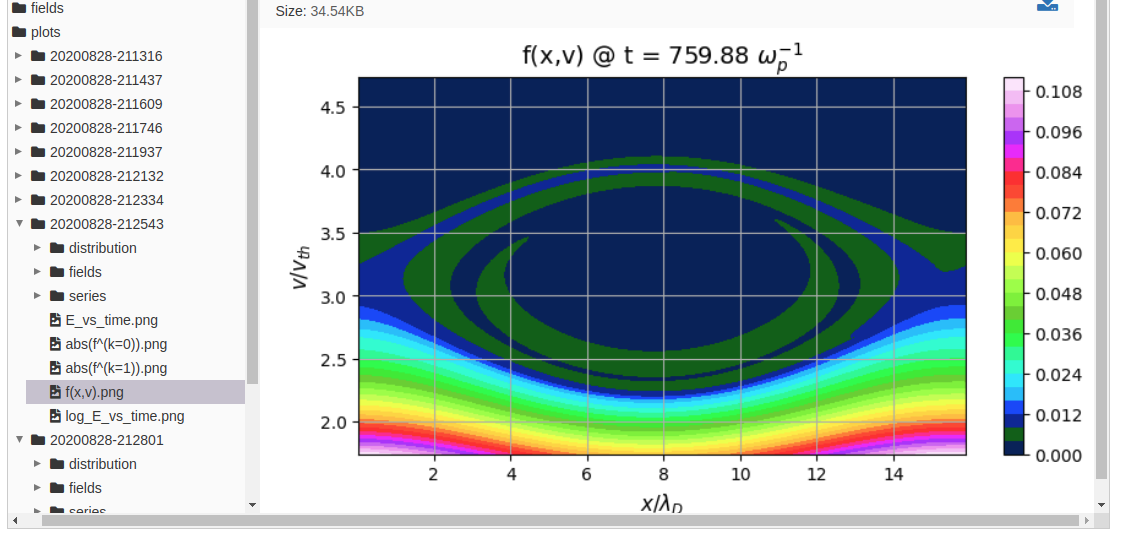 fields
plots
20200828-211316
20200828-211437
20200828-211609
20200828-211746
20200828-211937
20200828-212132
20200828-212334
20200828-212543
distribution
fields
series
E_vs_time.png
abs(f^(k=0)).png
abs(f^(k=1)).png
f(x,v).png
log_E_vs_time.png
20200828-212801
distribution
fields
series
Size: 34.54KB
f(x,v) @ t = 759.88 ω_p^{-1}
v/v_{th}
4.5
4.0
3.5
3.0
2.5
2.0
2 4 6 8 10 12 14
x/λ_D
0.108
0.096
0.084
0.072
0.060
0.048
0.036
0.024
0.012
0.000